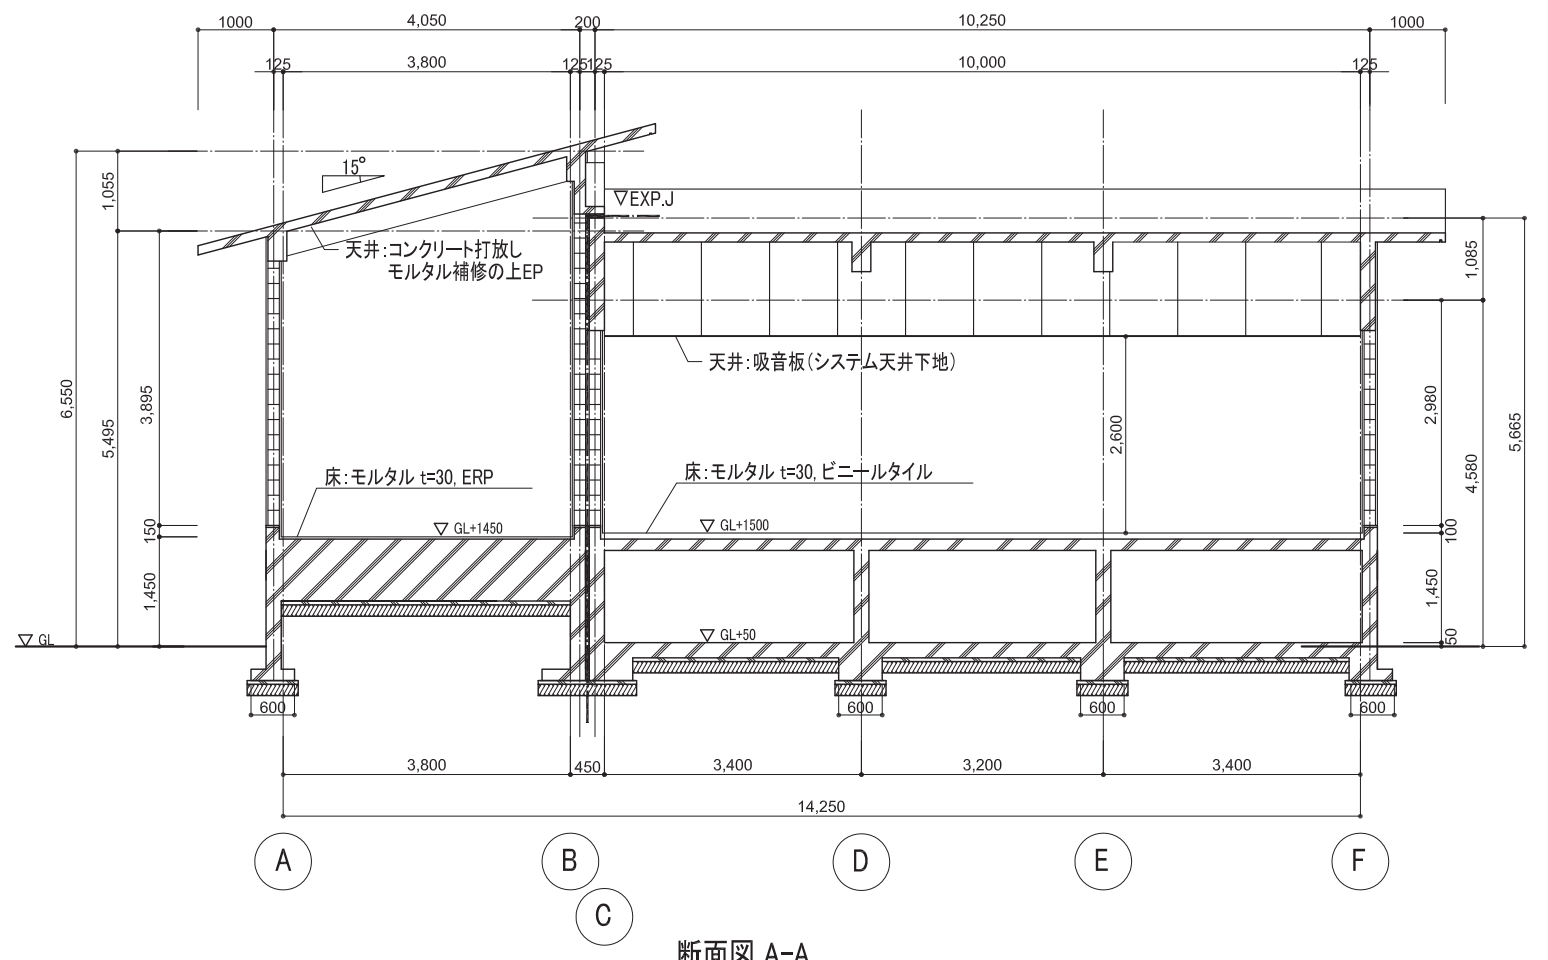 1000 4,050 200 10,250 1000
125 3,800 125 125 10,000 125
15°
▽EXP.J
1,055
天井:コンクリート打放し
モルタル補修の上EP
1,085
天井:吸音板(システム天井下地)
6,550
5,495
3,895
2,600
2,980
4,580
5,665
床:モルタル t=30, ERP
床:モルタル t=30, ビニールタイル
▽ GL+1450
▽ GL+1500
150
100
1,450
1,450
▽ GL
▽ GL+50
50
600 600 600 600
3,800 450 3,400 3,200 3,400
14,250
A B D E F
C
断面図 A-A